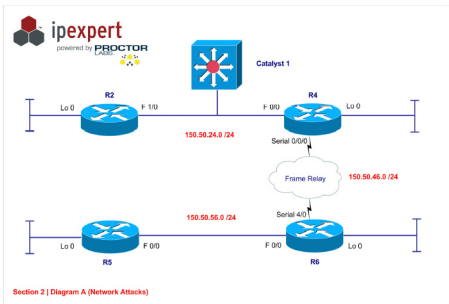 ipexpert
powered by PROCTOR
LABS
Catalyst 1
R2
R4
Lo 0
F 1/0
F 0/0
Lo 0
150.50.24.0 /24
Serial 0/0/0
Frame Relay
150.50.46.0 /24
150.50.56.0 /24
Serial 4/0
Lo 0
F 0/0
F 0/0
Lo 0
R5
R6
Section 2 | Diagram A (Network Attacks)